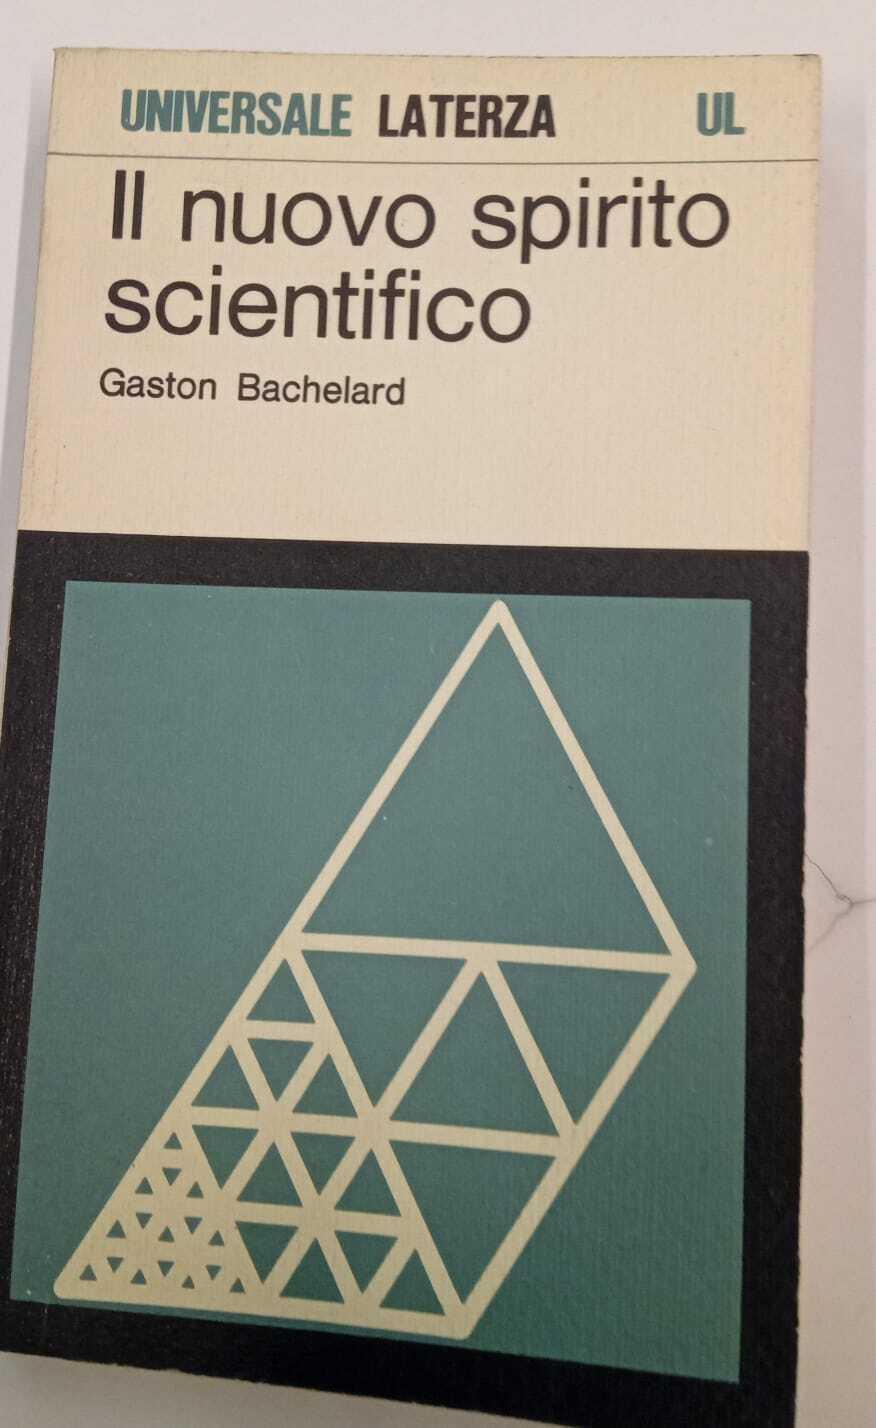 UNIVERSALE LATERZA UL
Il nuovo spirito
scientifico
Gaston Bachelard